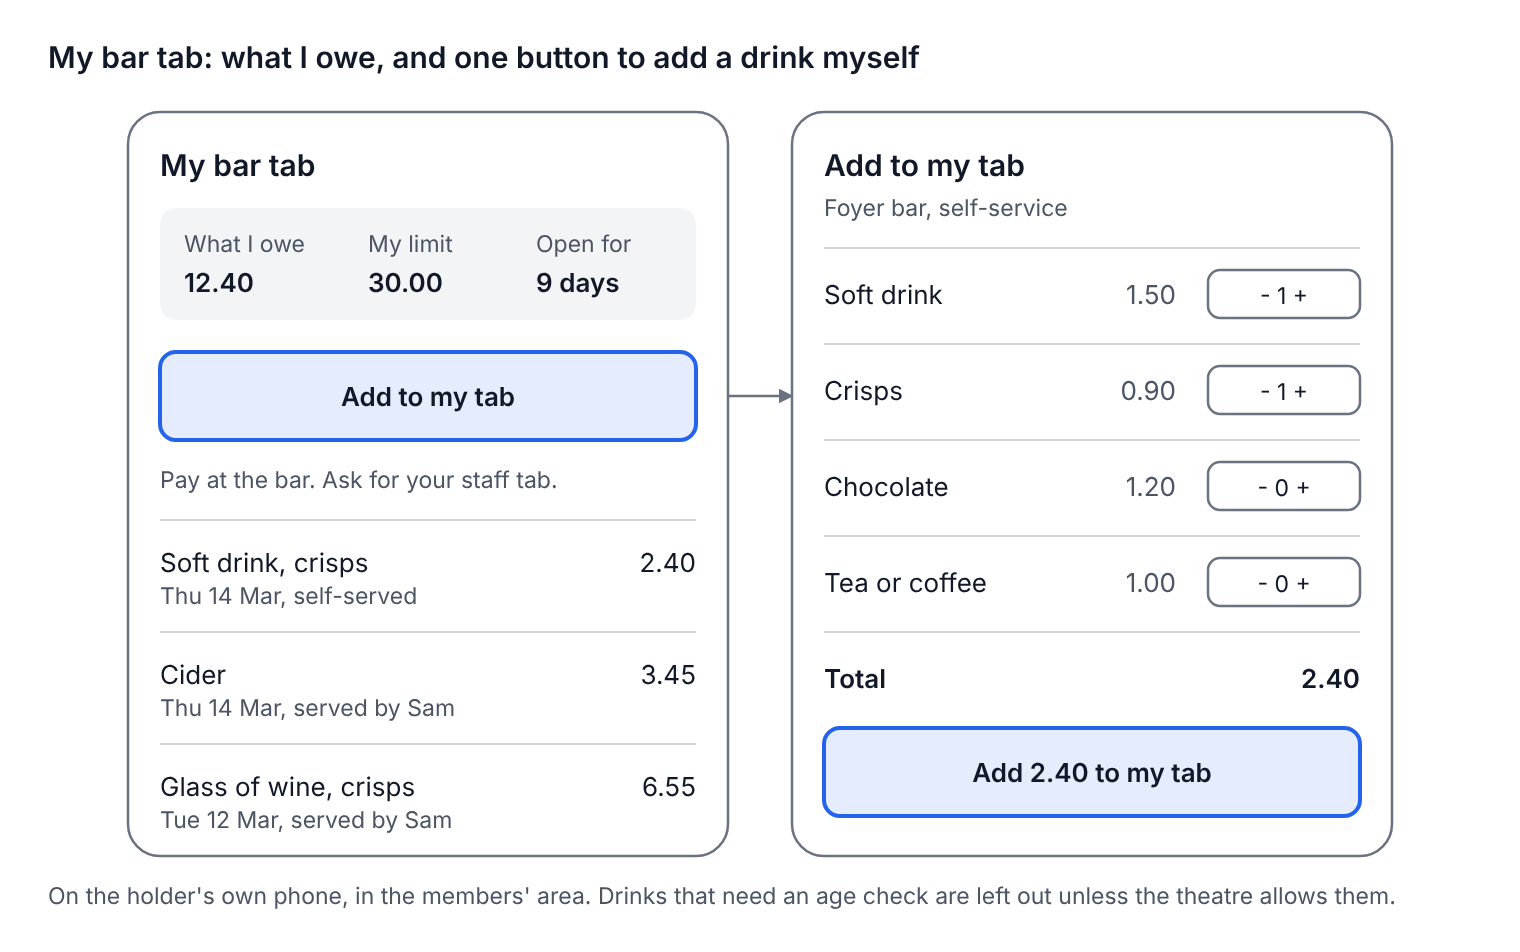 My bar tab: what I owe, and one button to add a drink myself
My bar tab
What I owe
My limit
Open for
12.40
30.00
9 days
Add to my tab
Pay at the bar. Ask for your staff tab.
Soft drink, crisps
2.40
Thu 14 Mar, self-served
Cider
3.45
Thu 14 Mar, served by Sam
Glass of wine, crisps
6.55
Tue 12 Mar, served by Sam
Add to my tab
Foyer bar, self-service
Soft drink
1.50
- 1 +
Crisps
0.90
- 1 +
Chocolate
1.20
- 0 +
Tea or coffee
1.00
- 0 +
Total
2.40
Add 2.40 to my tab
On the holder's own phone, in the members' area. Drinks that need an age check are left out unless the theatre allows them.